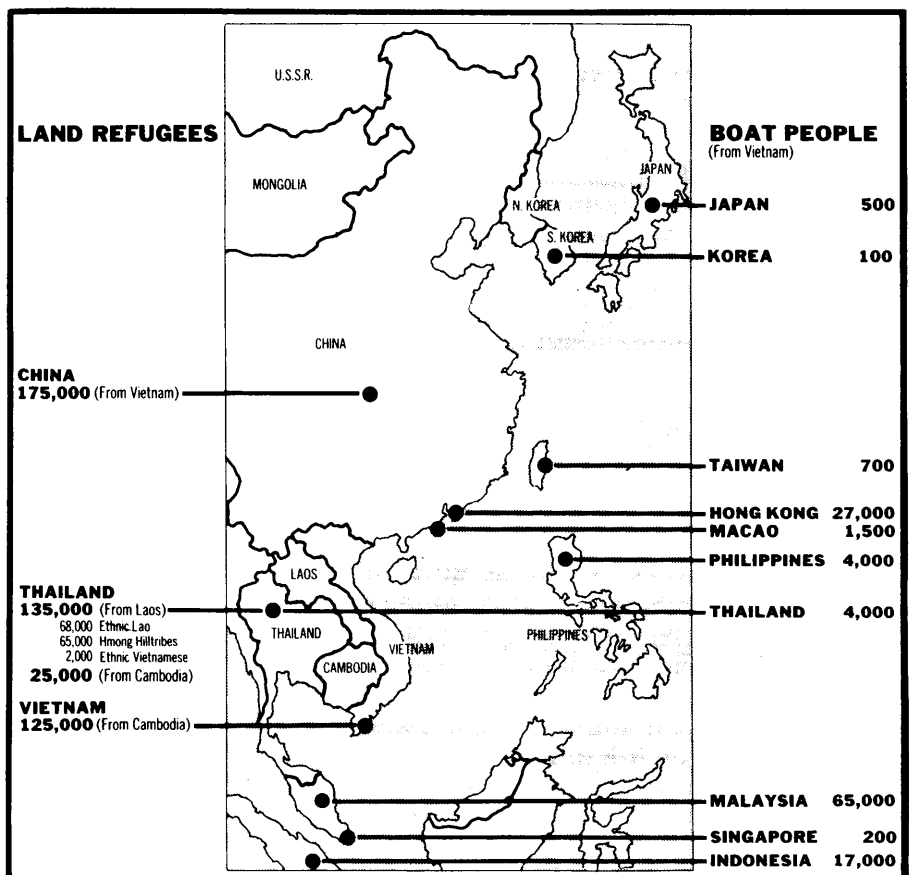 LAND REFUGEES
CHINA
175,000 (From Vietnam)
THAILAND
135,000 (From Laos)
68,000 Ethnic Lao
65,000 Hmong Hilltribes
2,000 Ethnic Vietnamese
25,000 (From Cambodia)
VIETNAM
125,000 (From Cambodia)
U.S.S.R.
MONGOLIA
N. KOREA
S. KOREA
JAPAN
CHINA
LAOS
THAILAND
VIETNAM
CAMBODIA
PHILIPPINES
BOAT PEOPLE
(From Vietnam)
JAPAN 500
KOREA 100
TAIWAN 700
HONG KONG 27,000
MACAO 1,500
PHILIPPINES 4,000
THAILAND 4,000
MALAYSIA 65,000
SINGAPORE 200
INDONESIA 17,000